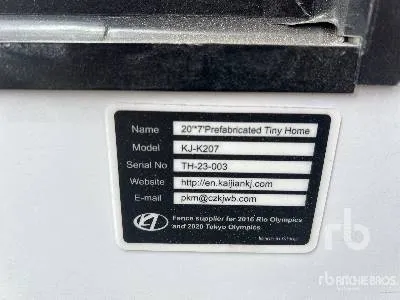 Name 20'*7'Prefabricated Tiny Home
Model KJ-K207
Serial No TH-23-003
Website http://en.kaijiankj.com
E-mail pkm@czkjwb.com
Fence supplier for 2016 Rio Olympics
and 2020 Tokyo Olympics
rb
rb RITCHIE BROS.